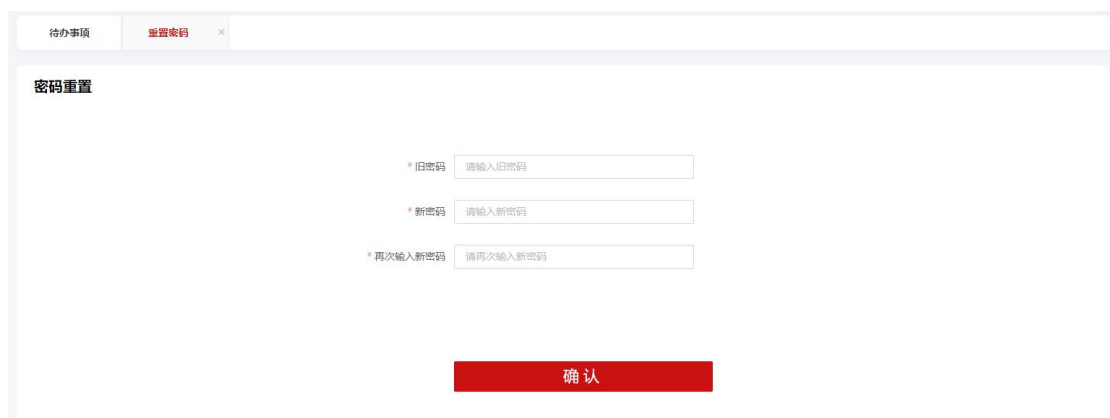 待办事项 重置密码 ×
密码重置
* 旧密码 请输入旧密码
* 新密码 请输入新密码
* 再次输入新密码 请再次输入新密码
确认